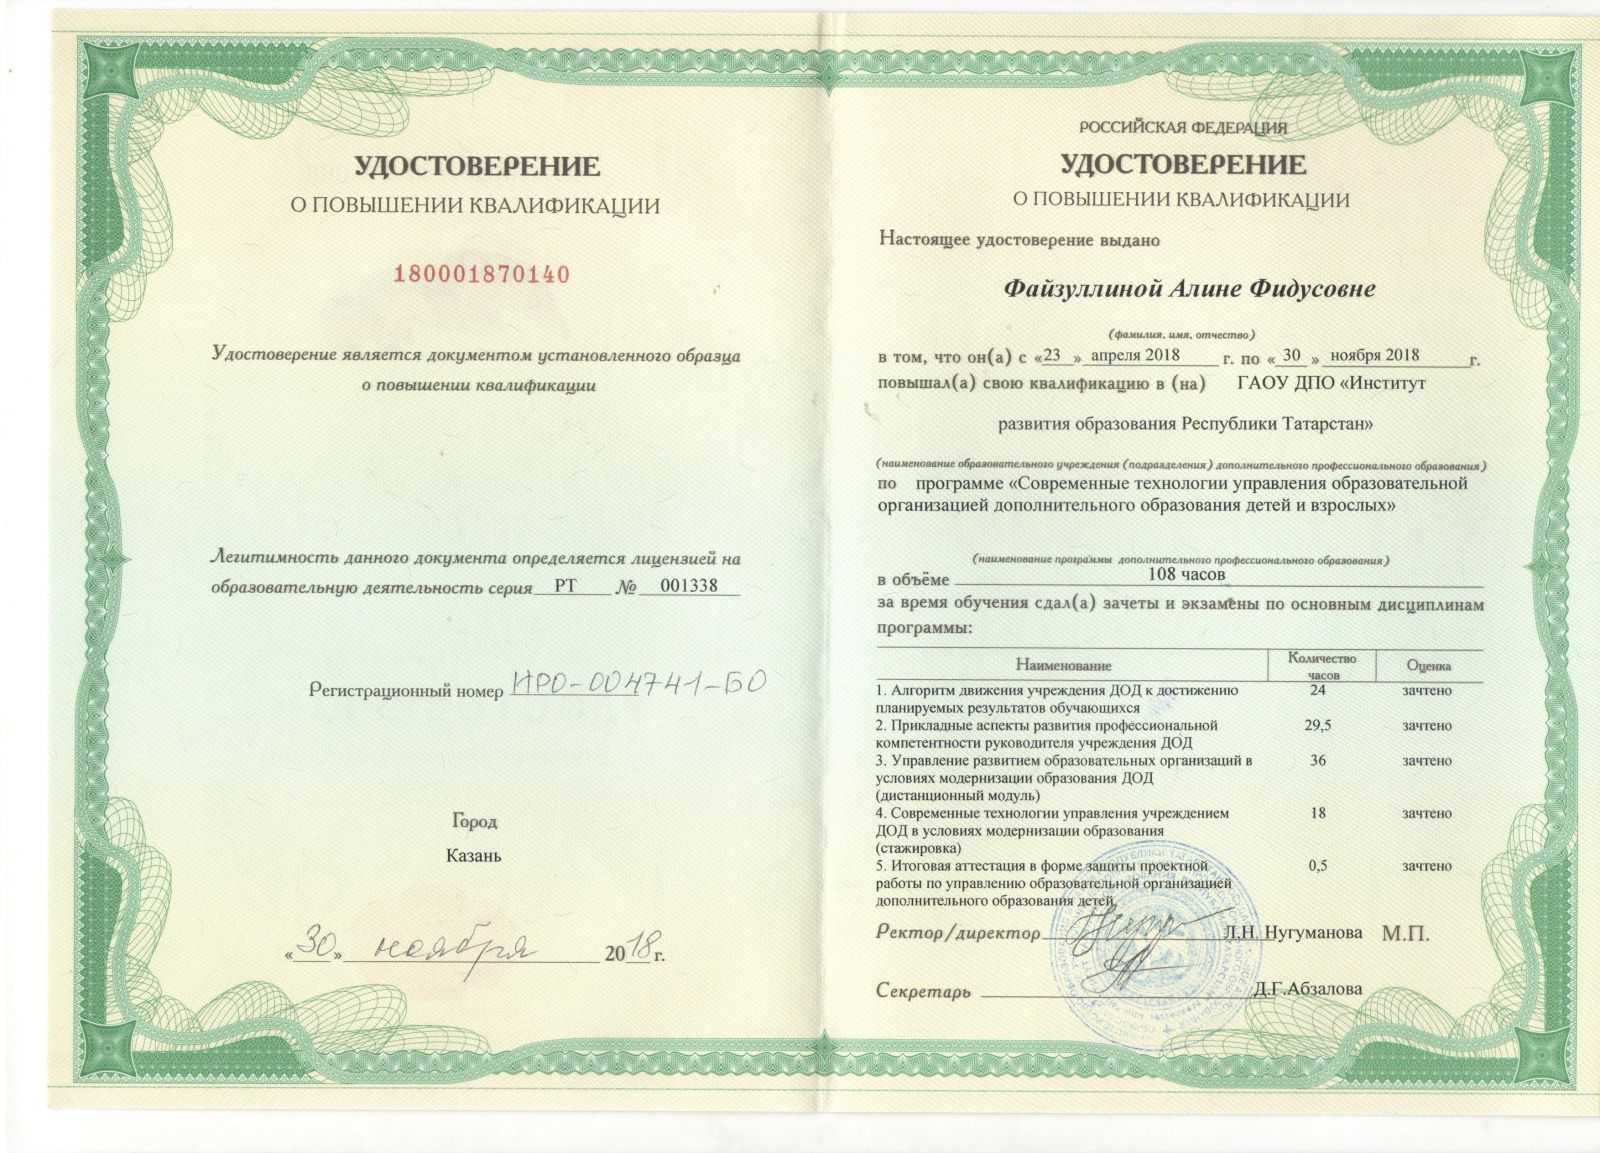 УДОСТОВЕРЕНИЕ
О ПОВЫШЕНИИ КВАЛИФИКАЦИИ
180001870140
Удостоверение является документом установленного образца
о повышении квалификации
Легитимность данного документа определяется лицензией на
образовательную деятельность серия РТ № 001338
Регистрационный номер ИРО-004741-БО
Город
Казань
«30» ноября 2018 г.
РОССИЙСКАЯ ФЕДЕРАЦИЯ
УДОСТОВЕРЕНИЕ
О ПОВЫШЕНИИ КВАЛИФИКАЦИИ
Настоящее удостоверение выдано
Файзуллиной Алине Фидусовне
(фамилия, имя, отчество)
в том, что он(а) с «23» апреля 2018 г. по «30» ноября 2018 г.
повышал(а) свою квалификацию в (на) ГАОУ ДПО «Институт
развития образования Республики Татарстан»
(наименование образовательного учреждения (подразделения) дополнительного профессионального образования)
по программе «Современные технологии управления образовательной
организацией дополнительного образования детей и взрослых»
(наименование программы дополнительного профессионального образования)
в объёме 108 часов
за время обучения сдал(а) зачеты и экзамены по основным дисциплинам
программы:
Наименование Количество часов Оценка
1. Алгоритм движения учреждения ДОД к достижению 24 зачтено
планируемых результатов обучающихся
2. Прикладные аспекты развития профессиональной 29,5 зачтено
компетентности руководителя учреждения ДОД
3. Управление развитием образовательных организаций в 36 зачтено
условиях модернизации образования ДОД
(дистанционный модуль)
4. Современные технологии управления учреждением 18 зачтено
ДОД в условиях модернизации образования
(стажировка)
5. Итоговая аттестация в форме защиты проектной 0,5 зачтено
работы по управлению образовательной организацией
дополнительного образования детей
Ректор/директор Л.Н. Нугуманова М.П.
Секретарь Д.Г.Абзалова